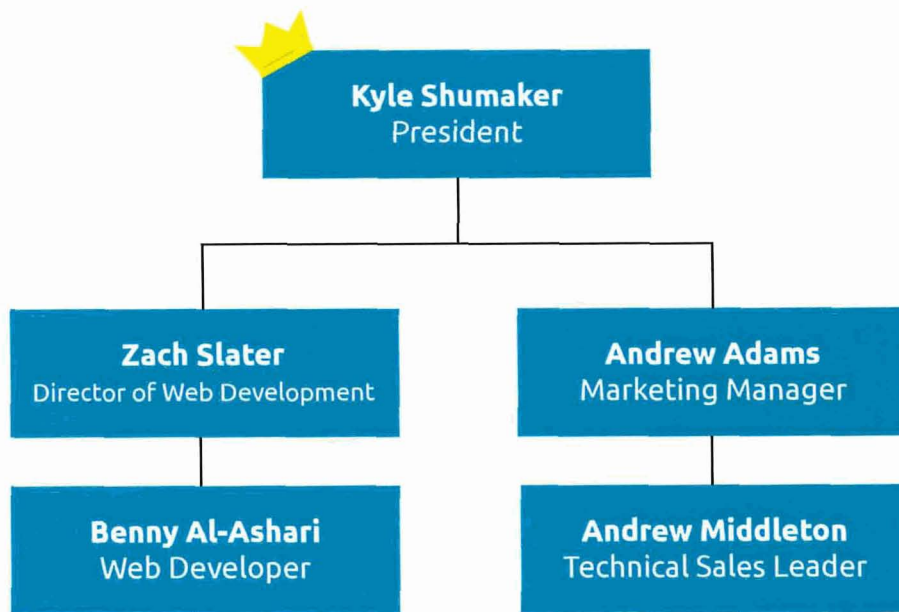 Kyle Shumaker
President
Zach Slater
Director of Web Development
Andrew Adams
Marketing Manager
Benny Al-Ashari
Web Developer
Andrew Middleton
Technical Sales Leader